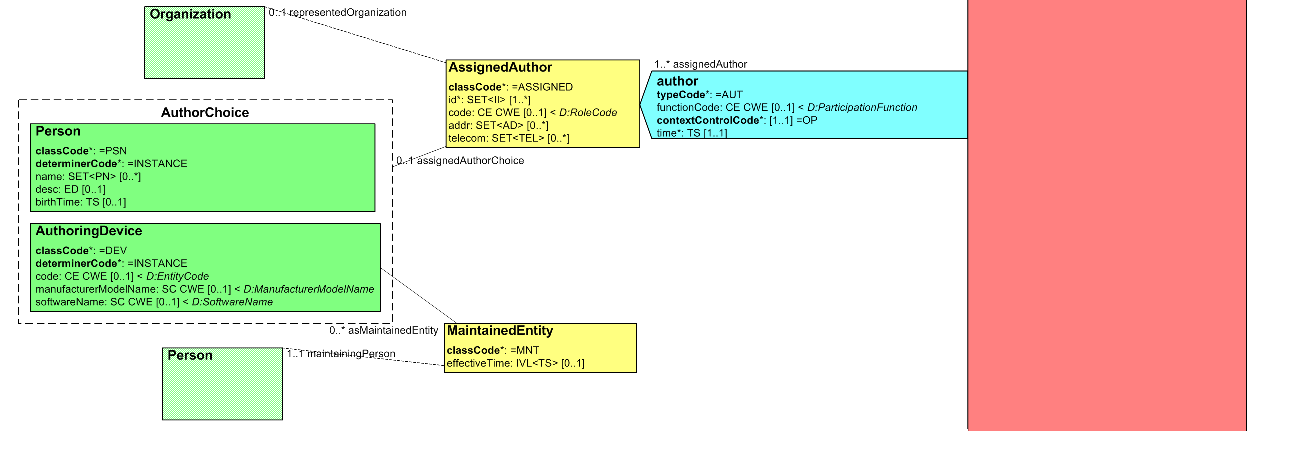 Organization
0..1 representedOrganization
AssignedAuthor
classCode*: =ASSIGNED
id*: SET<II> [1..*]
code: CE CWE [0..1] < D:RoleCode
addr: SET<AD> [0..*]
telecom: SET<TEL> [0..*]
1..* assignedAuthor
author
typeCode*: =AUT
functionCode: CE CWE [0..1] < D:ParticipationFunction
contextControlCode*: [1..1] =OP
time*: TS [1..1]
AuthorChoice
Person
classCode*: =PSN
determinerCode*: =INSTANCE
name: SET<PN> [0..*]
desc: ED [0..1]
birthTime: TS [0..1]
0..1 assignedAuthorChoice
AuthoringDevice
classCode*: =DEV
determinerCode*: =INSTANCE
code: CE CWE [0..1] < D:EntityCode
manufacturerModelName: SC CWE [0..1] < D:ManufacturerModelName
softwareName: SC CWE [0..1] < D:SoftwareName
0..* asMaintainedEntity
MaintainedEntity
classCode*: =MNT
effectiveTime: IVL<TS> [0..1]
Person
1..1 maintainingPerson